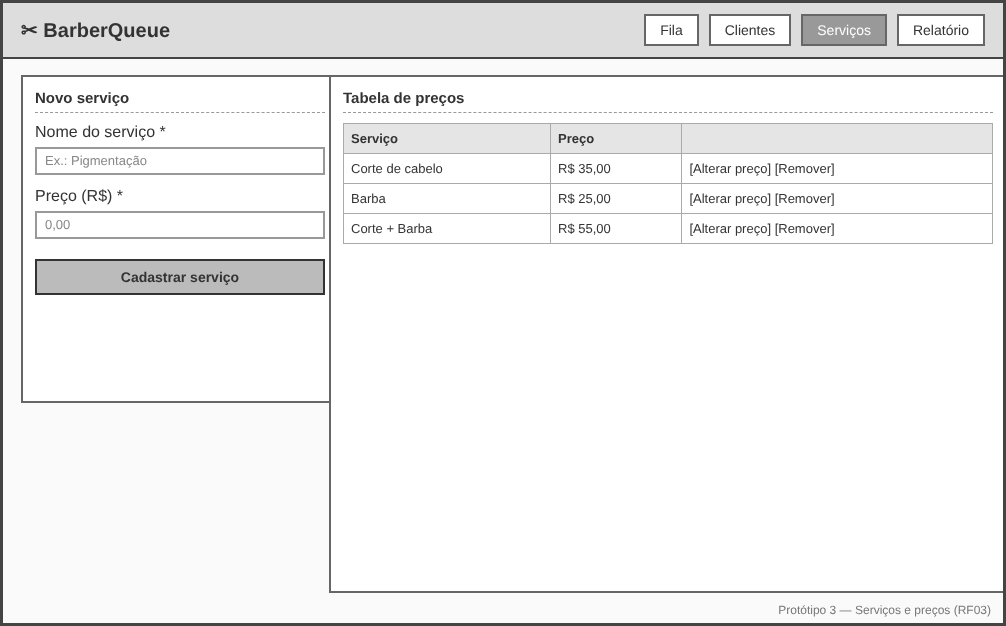 ✂ BarberQueue
Fila
Clientes
Serviços
Relatório
Novo serviço
Nome do serviço *
Ex.: Pigmentação
Preço (R$) *
0,00
Cadastrar serviço
Tabela de preços
Serviço Preço
Corte de cabelo R$ 35,00 [Alterar preço] [Remover]
Barba R$ 25,00 [Alterar preço] [Remover]
Corte + Barba R$ 55,00 [Alterar preço] [Remover]
Protótipo 3 — Serviços e preços (RF03)